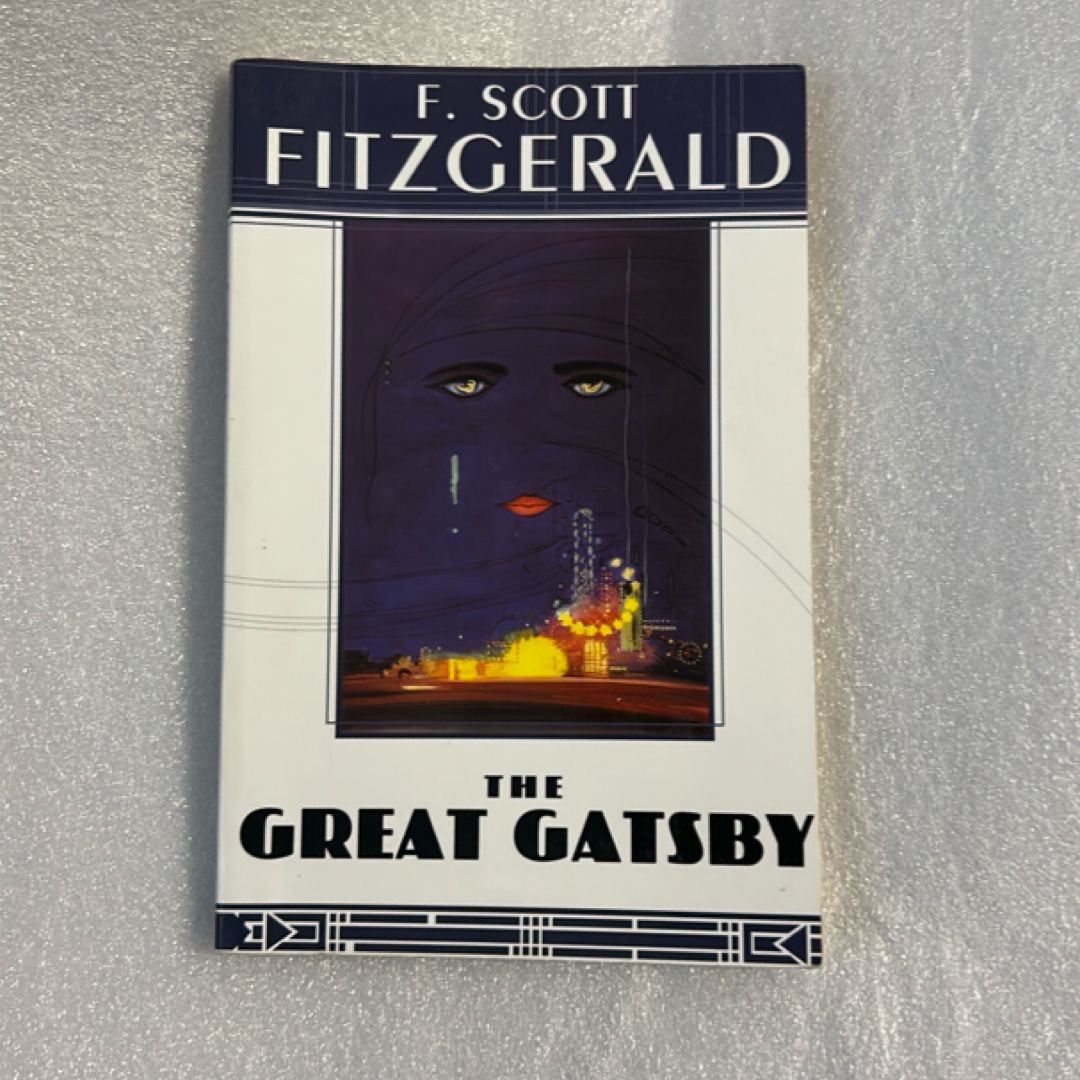 F. SCOTT
FITZGERALD
THE
GREAT GATSBY